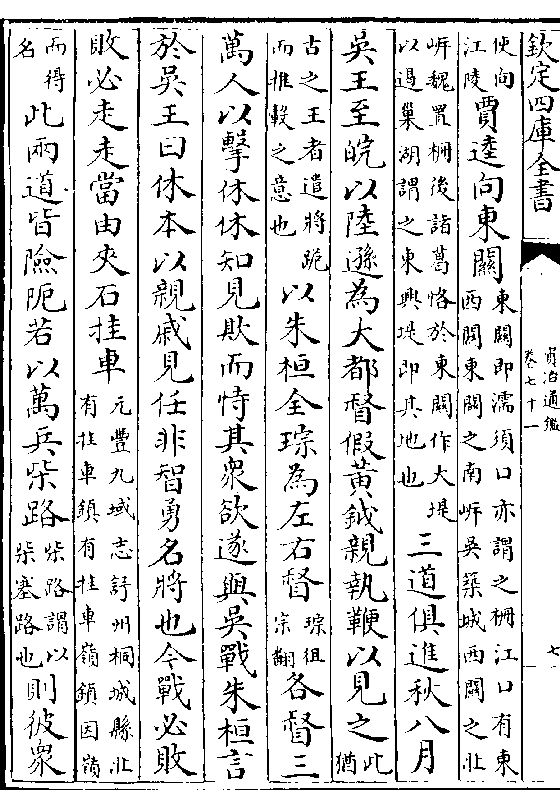 欽定四庫全書
資治通鑑
卷七十一
七
使向
江陵
賈逵向東關
東關即濡須口亦謂之柵江口有東
西關東關之南岍吳築城西關之北
岍魏置柵後諸葛恪於東關作大堤
以遏巢湖謂之東興堤即其地也
三道俱進秋八月
吳王至皖以陸遜為大都督假黃鉞親執鞭以見之
此
猶
古之王者遣將跪
而推轂之意也
以朱桓全琮為左右督
琮徂
宗翻
各督三
萬人以擊休休知見欺而恃其衆欲遂與吳戰朱桓言
於吳王曰休本以親戚見任非智勇名將也今戰必敗
敗必走走當由夾石挂車
元豐九域志舒州桐城縣北
有挂車鎮有挂車嶺鎮因嶺
而得
名
此兩道皆險阨若以萬兵柴路
柴路謂以
柴塞路也
則彼衆